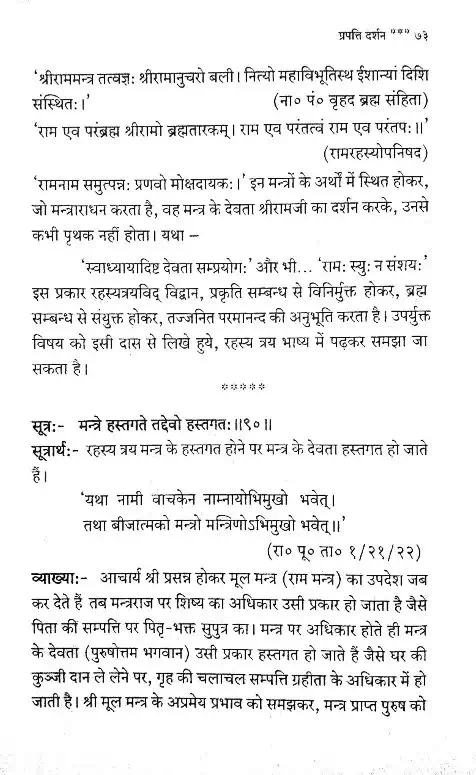 प्रपत्ति दर्शन *** ७३
'श्रीराममन्त्र तत्वज्ञः श्रीरामानुचरो बली। नित्यो महाविभूतिस्थ ईशान्यां दिशि
संस्थितः।' (ना० पं० वृहद ब्रह्म संहिता)
'राम एव परंब्रह्म श्रीरामो ब्रह्मतारकम्। राम एव परंतत्वं राम एव परंतपः॥'
(रामरहस्योपनिषद)
'रामनाम समुत्पन्नः प्रणवो मोक्षदायकः।' इन मन्त्रों के अर्थों में स्थित होकर,
जो मन्त्राराधन करता है, वह मन्त्र के देवता श्रीरामजी का दर्शन करके, उनसे
कभी पृथक नहीं होता। यथा –
'स्वाध्यायादिष्ट देवता सम्प्रयोगः' और भी... 'रामः स्युः न संशयः'
इस प्रकार रहस्यत्रयविद् विद्वान, प्रकृति सम्बन्ध से विनिर्मुक्त होकर, ब्रह्म
सम्बन्ध से संयुक्त होकर, तज्जनित परमानन्द की अनुभूति करता है। उपर्युक्त
विषय को इसी दास से लिखे हुये, रहस्य त्रय भाष्य में पढ़कर समझा जा
सकता है।
*****
सूत्र:- मन्त्रे हस्तगते तद्देवो हस्तगतः॥९०॥
सूत्रार्थ:- रहस्य त्रय मन्त्र के हस्तगत होने पर मन्त्र के देवता हस्तगत हो जाते
हैं।
'यथा नामी वाचकेन नाम्नायोभिमुखो भवेत्।
तथा बीजात्मको मन्त्रो मन्त्रिणोऽभिमुखो भवेत्॥'
(रा० पू० ता० १/२१/२२)
व्याख्या:- आचार्य श्री प्रसन्न होकर मूल मन्त्र (राम मन्त्र) का उपदेश जब
कर देते हैं तब मन्त्रराज पर शिष्य का अधिकार उसी प्रकार हो जाता है जैसे
पिता की सम्पत्ति पर पितृ-भक्त सुपुत्र का। मन्त्र पर अधिकार होते ही मन्त्र
के देवता (पुरुषोत्तम भगवान) उसी प्रकार हस्तगत हो जाते हैं जैसे घर की
कुञ्जी दान ले लेने पर, गृह की चलाचल सम्पत्ति ग्रहीता के अधिकार में हो
जाती है। श्री मूल मन्त्र के अप्रमेय प्रभाव को समझकर, मन्त्र प्राप्त पुरुष को